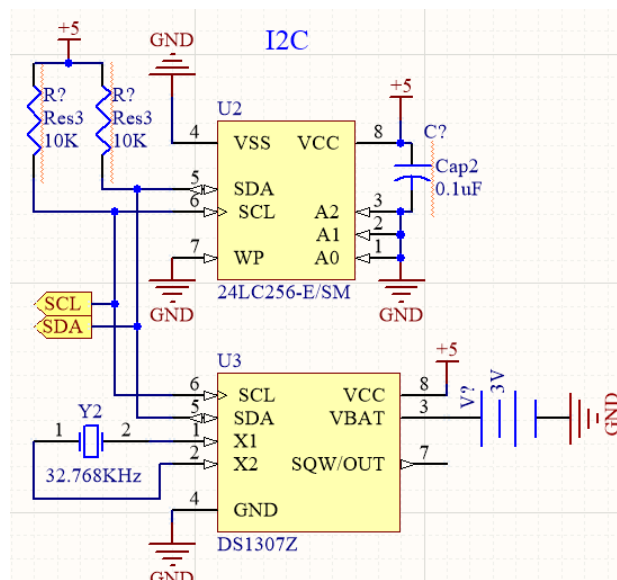 I2C
+5
GND
R?
Res3
10K
R?
Res3
10K
U2
+5
4 VSS VCC 8
C?
Cap2
0.1uF
5 SDA
6 SCL A2 3
A1 2
7 WP A0 1
24LC256-E/SM
GND
GND
SCL
SDA
U3
+5
6 SCL VCC 8
5 SDA VBAT 3
V?
3V
GND
Y2
1 2
32.768KHz
1 X1
2 X2 SQW/OUT 7
4 GND
DS1307Z
GND